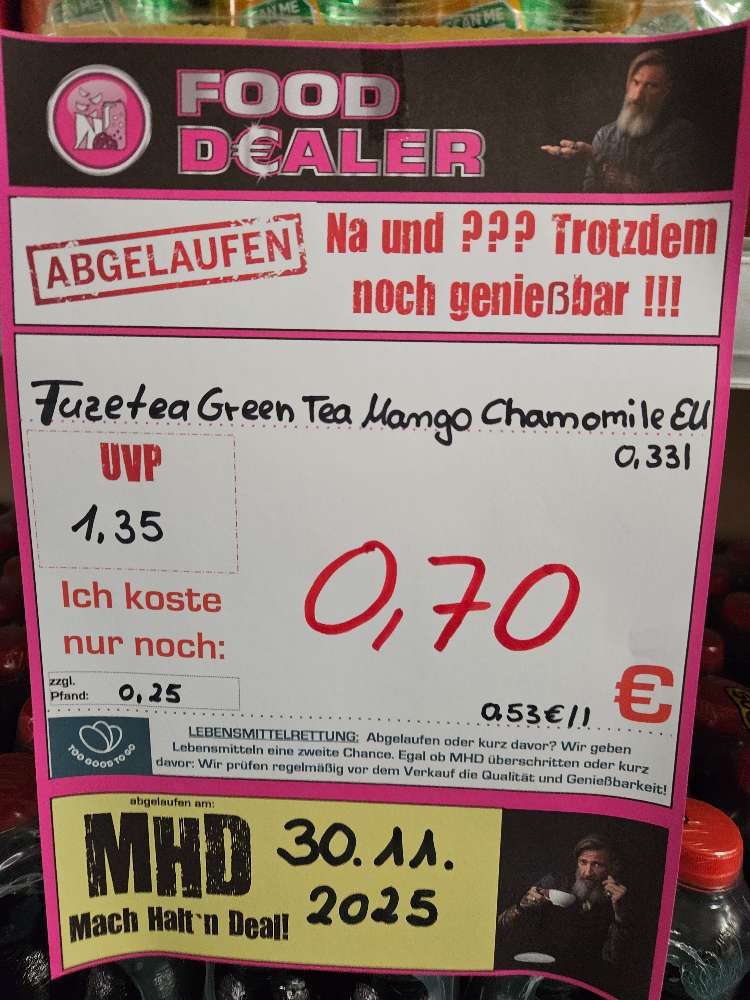 FOOD
D€ALER
ABGELAUFEN
Na und ??? Trotzdem
noch genießbar !!!
Fuzetea Green Tea Mango Chamomile EU
0,33l
UVP
1,35
Ich koste
nur noch:
0,70
€
zzgl.
Pfand: 0,25
0,53€/l
TOO GOOD TO GO
LEBENSMITTELRETTUNG: Abgelaufen oder kurz davor? Wir geben
Lebensmitteln eine zweite Chance. Egal ob MHD überschritten oder kurz
davor: Wir prüfen regelmäßig vor dem Verkauf die Qualität und Genießbarkeit!
abgelaufen am:
MHD
Mach Halt`n Deal!
30.11.
2025